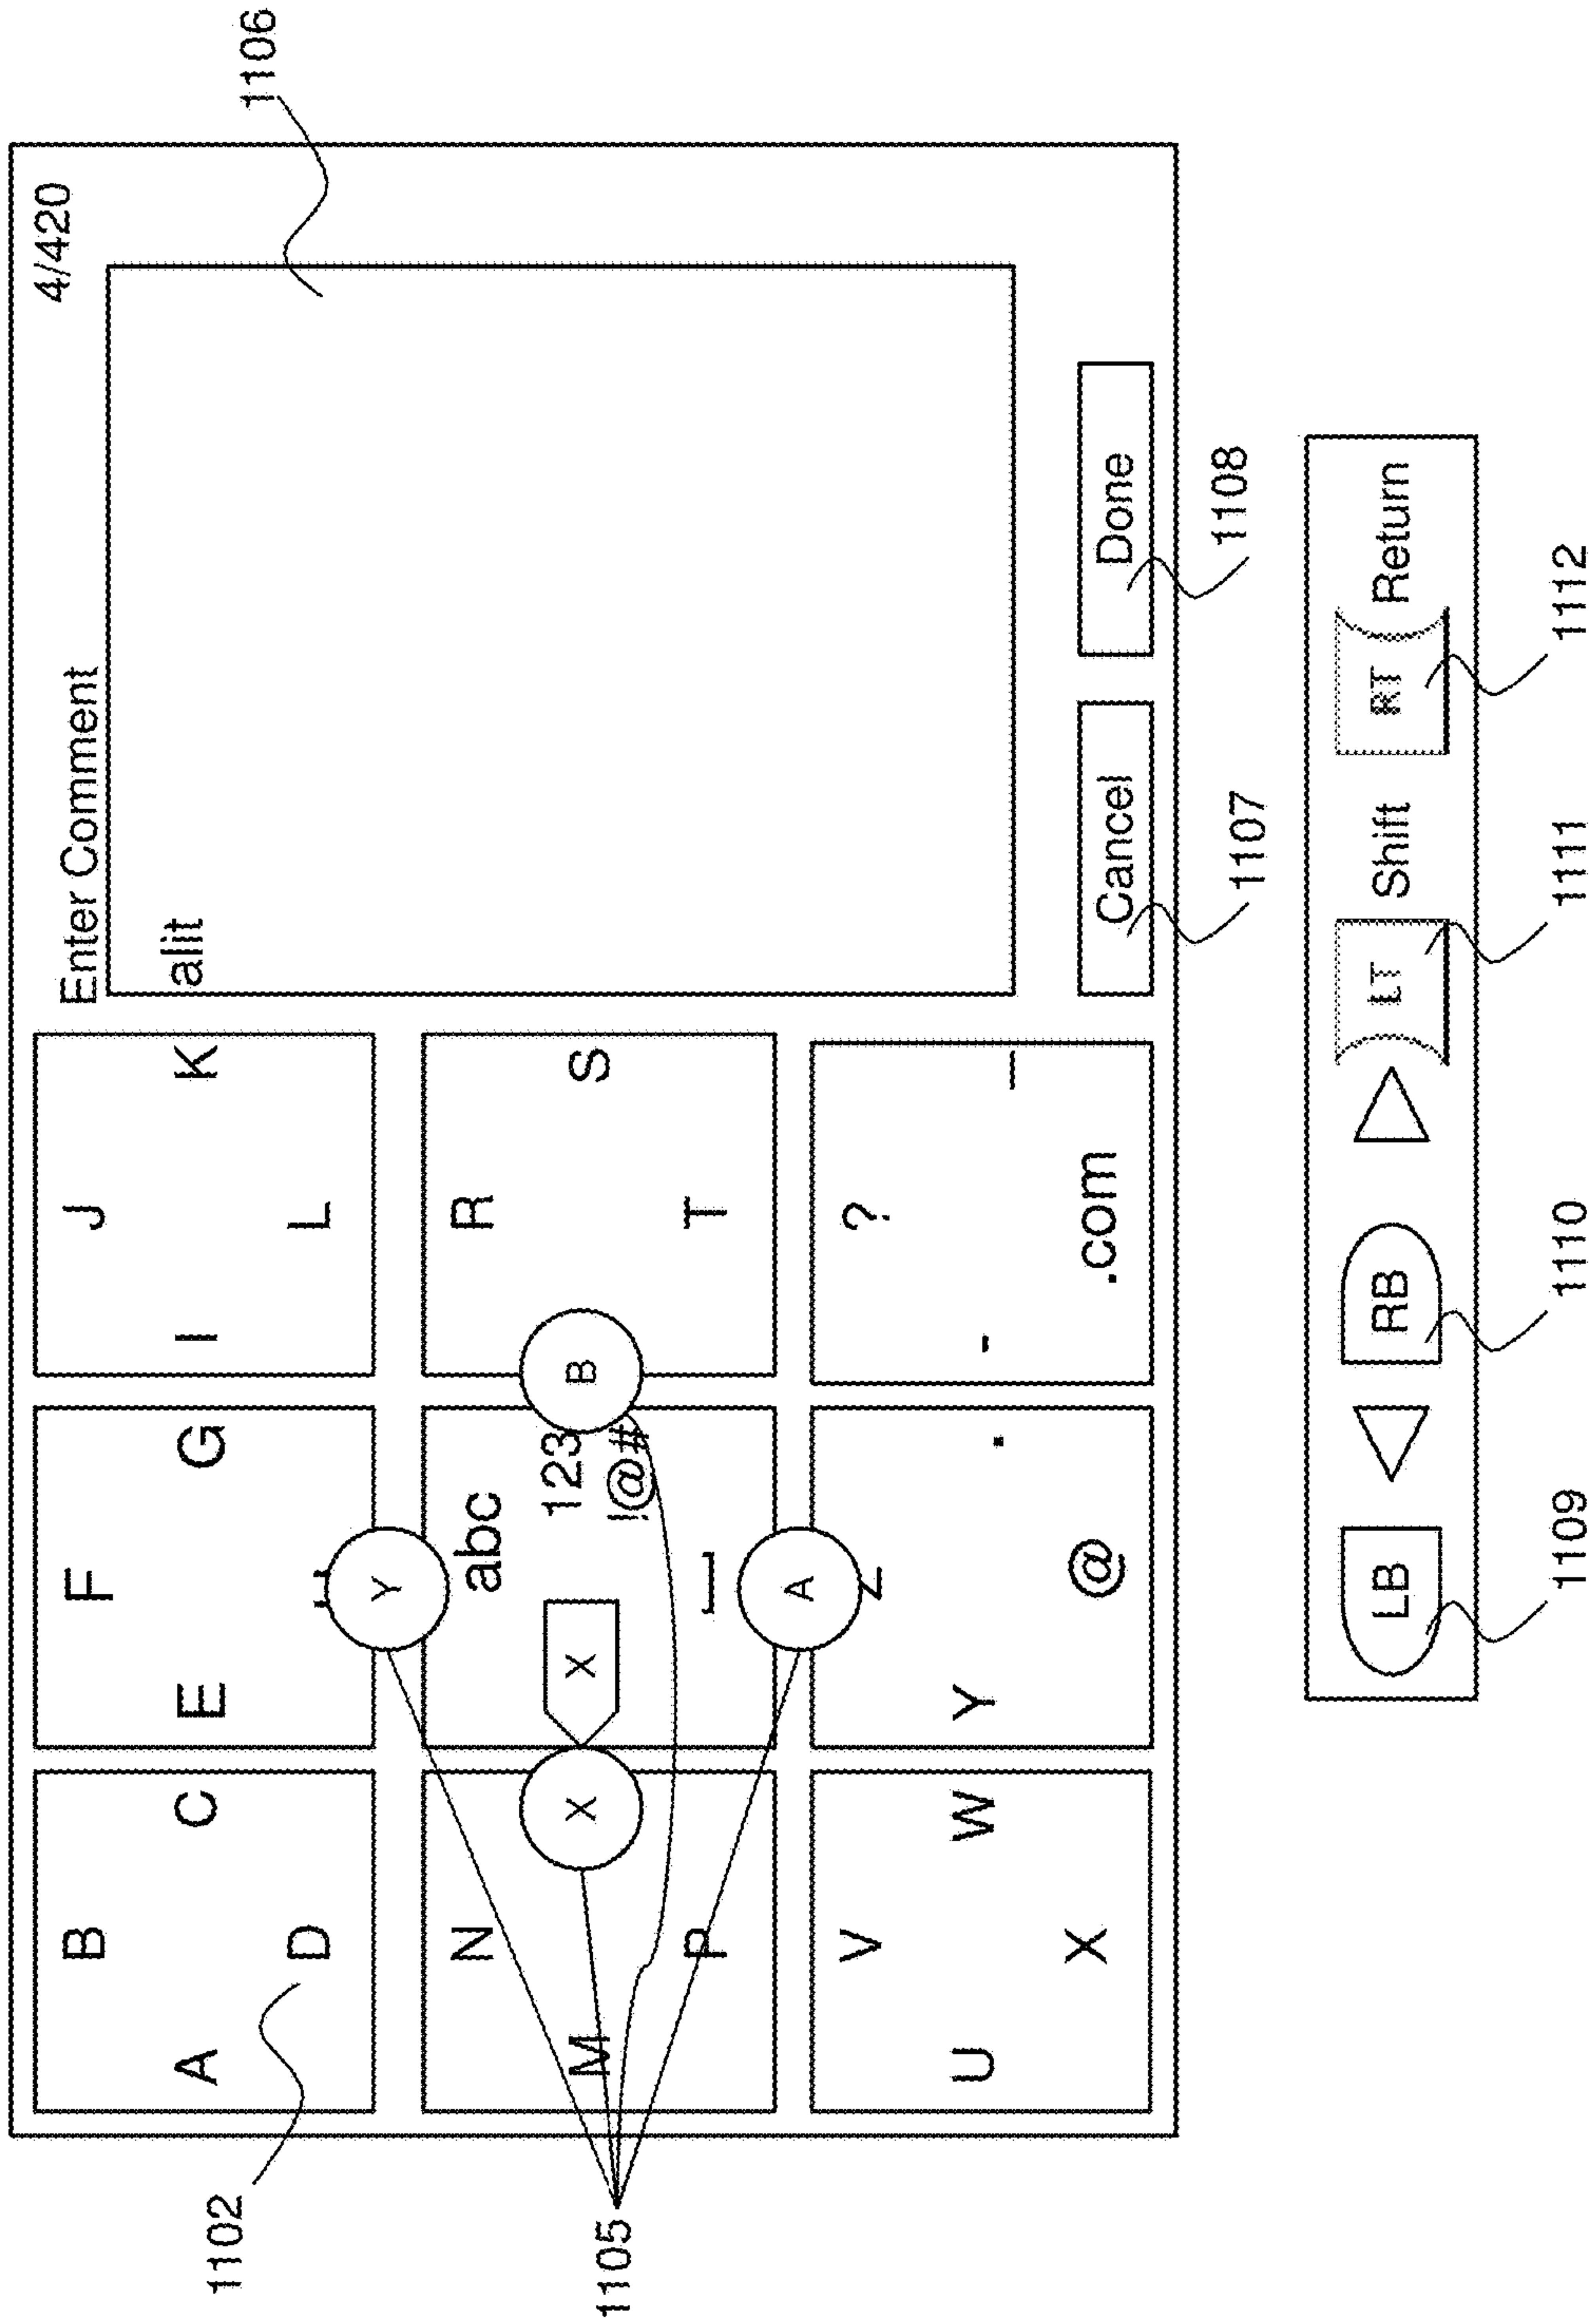 4/420
1106
Enter Comment
B F J
alit
A C E G I K
1102
D L
Y
N abc R
M X X 123 B S
!@#
1105
P T
A
V Z ?
U W Y . - _
X @ .com
Cancel Done
1107 1108
LB RB LT Shift RT Return
1109 1110 1111 1112